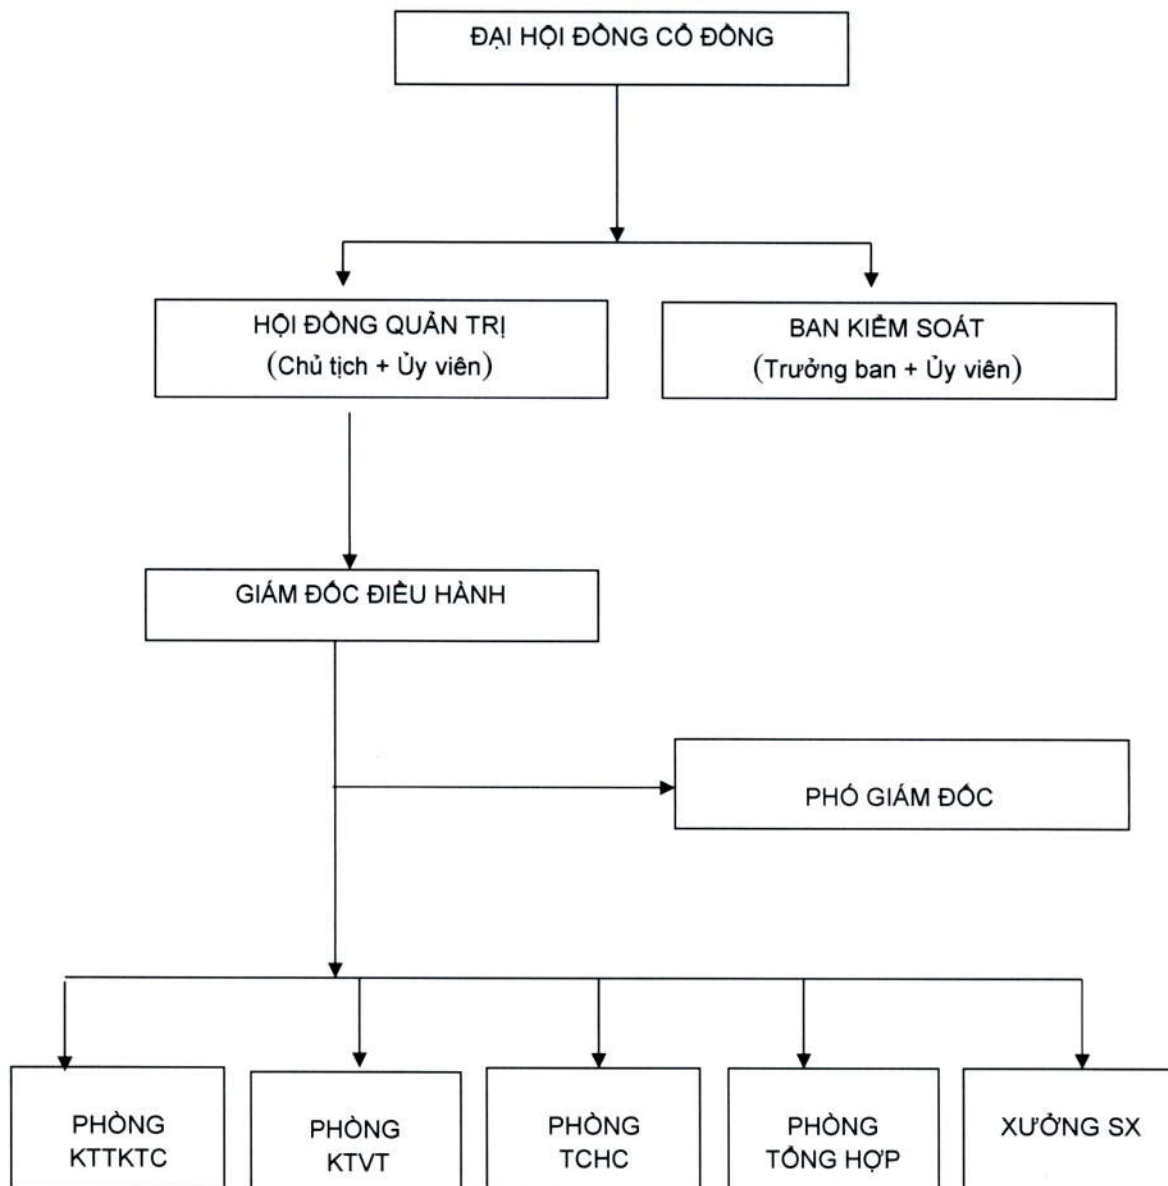 ĐẠI HỘI ĐỒNG CỔ ĐÔNG
HỘI ĐỒNG QUẢN TRỊ
(Chủ tịch + Ủy viên)
BAN KIỂM SOÁT
(Trưởng ban + Ủy viên)
GIÁM ĐỐC ĐIỀU HÀNH
PHÓ GIÁM ĐỐC
PHÒNG
KTTKTC
PHÒNG
KTVT
PHÒNG
TCHC
PHÒNG
TỔNG HỢP
XƯỞNG SX